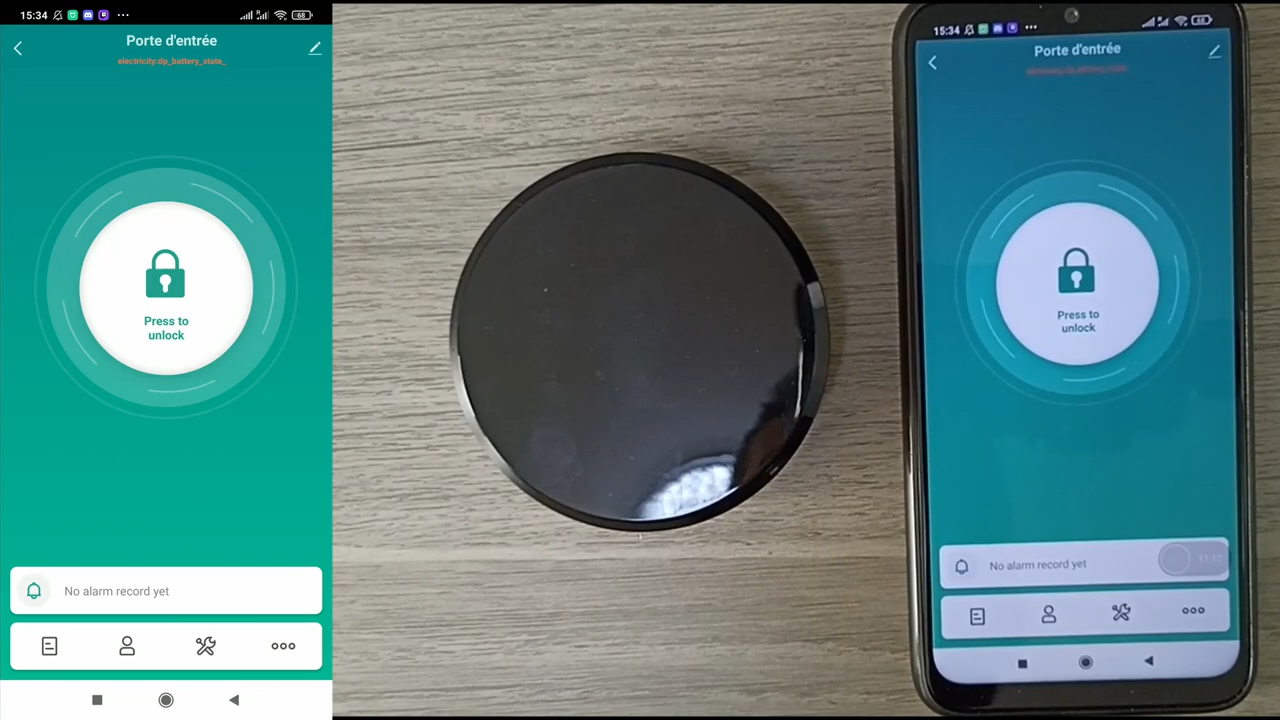 15:34
68
Porte d'entrée
electricity:dp_battery_state_
Press to
unlock
No alarm record yet
15:34
Porte d'entrée
Press to
unlock
No alarm record yet